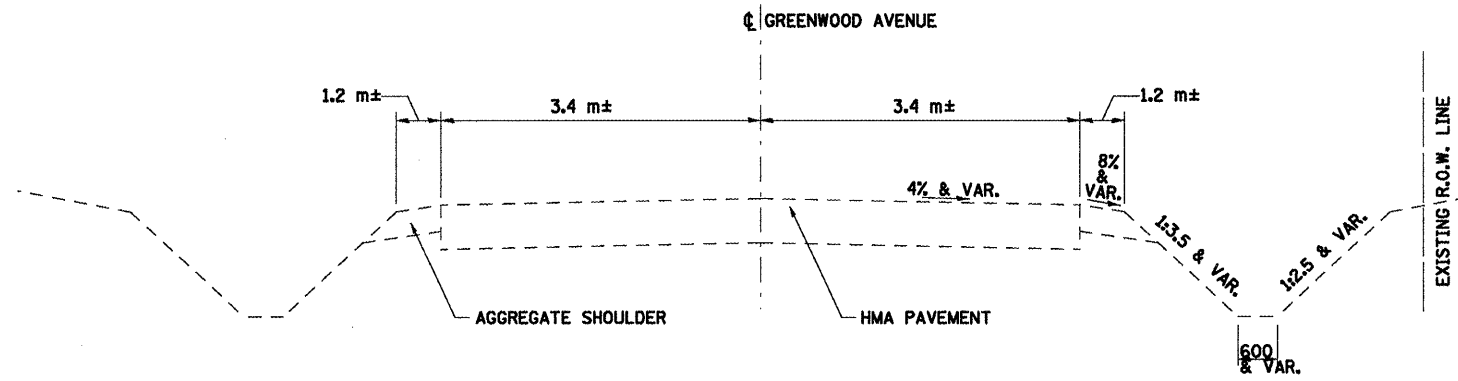 ℄ GREENWOOD AVENUE
1.2 m±
3.4 m±
3.4 m±
1.2 m±
8%
&
VAR.
4% & VAR.
1:3.5 & VAR.
1:2.5 & VAR.
EXISTING R.O.W. LINE
AGGREGATE SHOULDER
HMA PAVEMENT
600
& VAR.